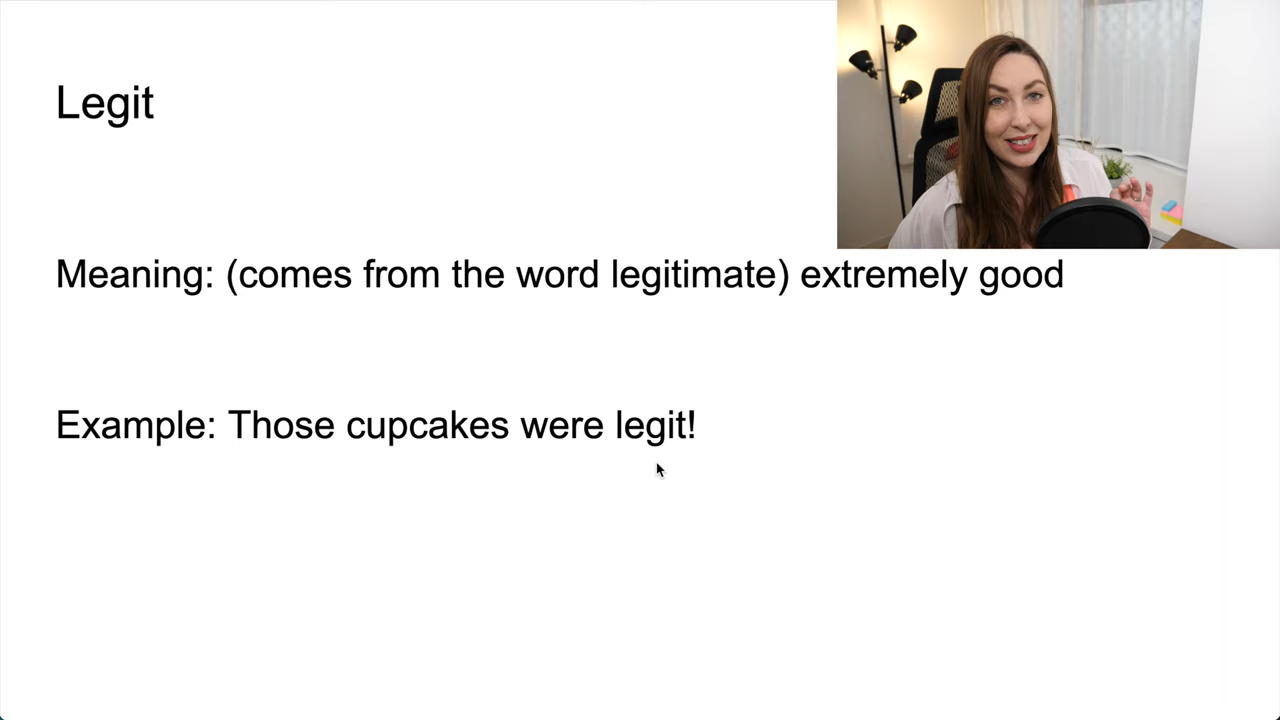 Legit
Meaning: (comes from the word legitimate) extremely good
Example: Those cupcakes were legit!